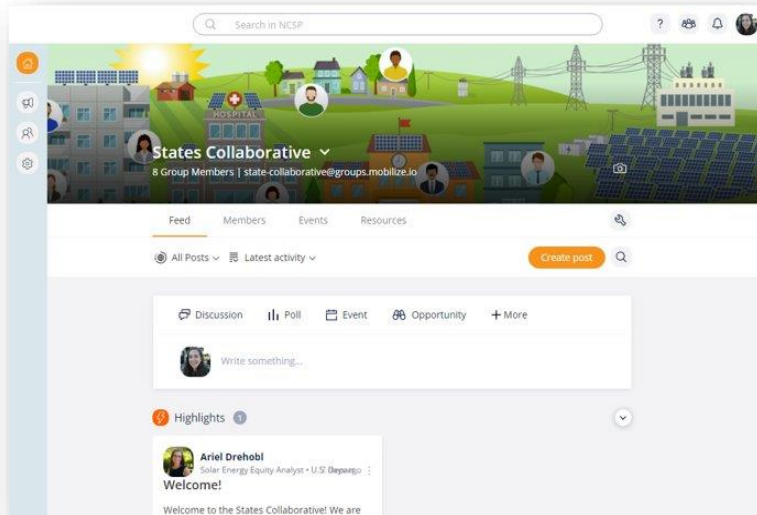 Search in NCSP
?
HOSPITAL
States Collaborative
8 Group Members | state-collaborative@groups.mobilize.io
Feed Members Events Resources
All Posts Latest activity
Create post
Discussion Poll Event Opportunity + More
Write something...
Highlights 1
Ariel Drehobl
Solar Energy Equity Analyst • U.S.
Welcome!
Welcome to the States Collaborative! We are